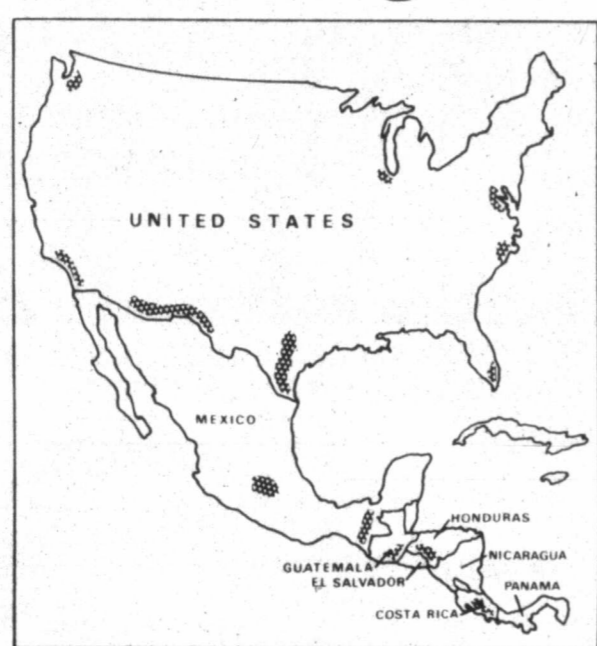 UNITED STATES
MEXICO
HONDURAS
NICARAGUA
GUATEMALA
EL SALVADOR
PANAMA
COSTA RICA